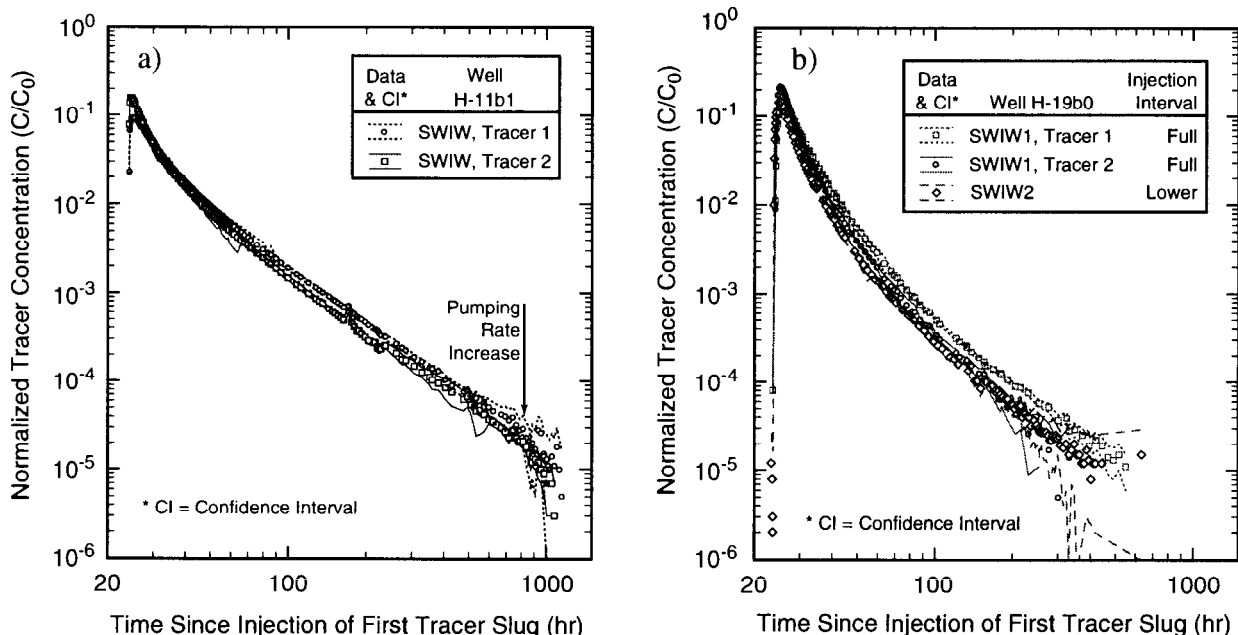 a)
Normalized Tracer Concentration (C/C0)
10^0
10^-1
10^-2
10^-3
10^-4
10^-5
10^-6
Data & CI*
Well H-11b1
SWIW, Tracer 1
SWIW, Tracer 2
Pumping
Rate
Increase
* CI = Confidence Interval
20
100
1000
Time Since Injection of First Tracer Slug (hr)
b)
Normalized Tracer Concentration (C/C0)
10^0
10^-1
10^-2
10^-3
10^-4
10^-5
10^-6
Data Injection
& CI* Well H-19b0 Interval
SWIW1, Tracer 1 Full
SWIW1, Tracer 2 Full
SWIW2 Lower
* CI = Confidence Interval
20
100
1000
Time Since Injection of First Tracer Slug (hr)